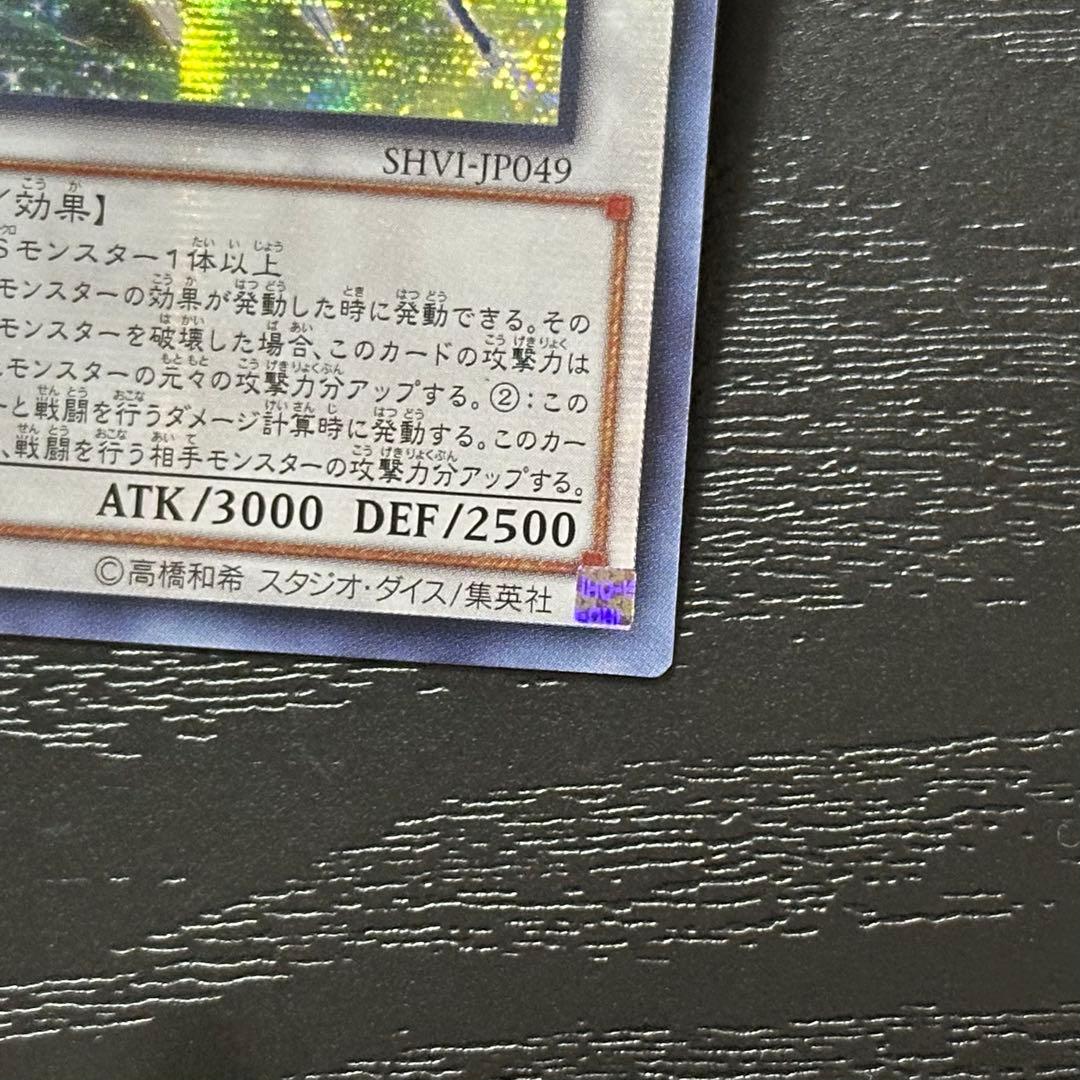 SHVI-JP049
／効果】
Sモンスター1体以上
モンスターの効果が発動した時に発動できる。その
モンスターを破壊した場合、このカードの攻撃力は
モンスターの元々の攻撃力分アップする。②：この
ーと戦闘を行うダメージ計算時に発動する。このカー
、戦闘を行う相手モンスターの攻撃力分アップする。
ATK/3000 DEF/2500
©高橋和希 スタジオ・ダイス/集英社